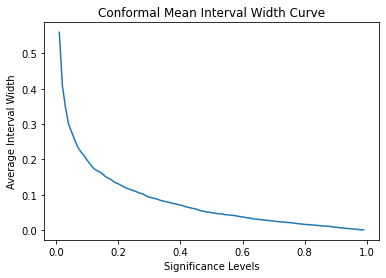 Conformal Mean Interval Width Curve
Average Interval Width
0.5
0.4
0.3
0.2
0.1
0.0
0.0 0.2 0.4 0.6 0.8 1.0
Significance Levels